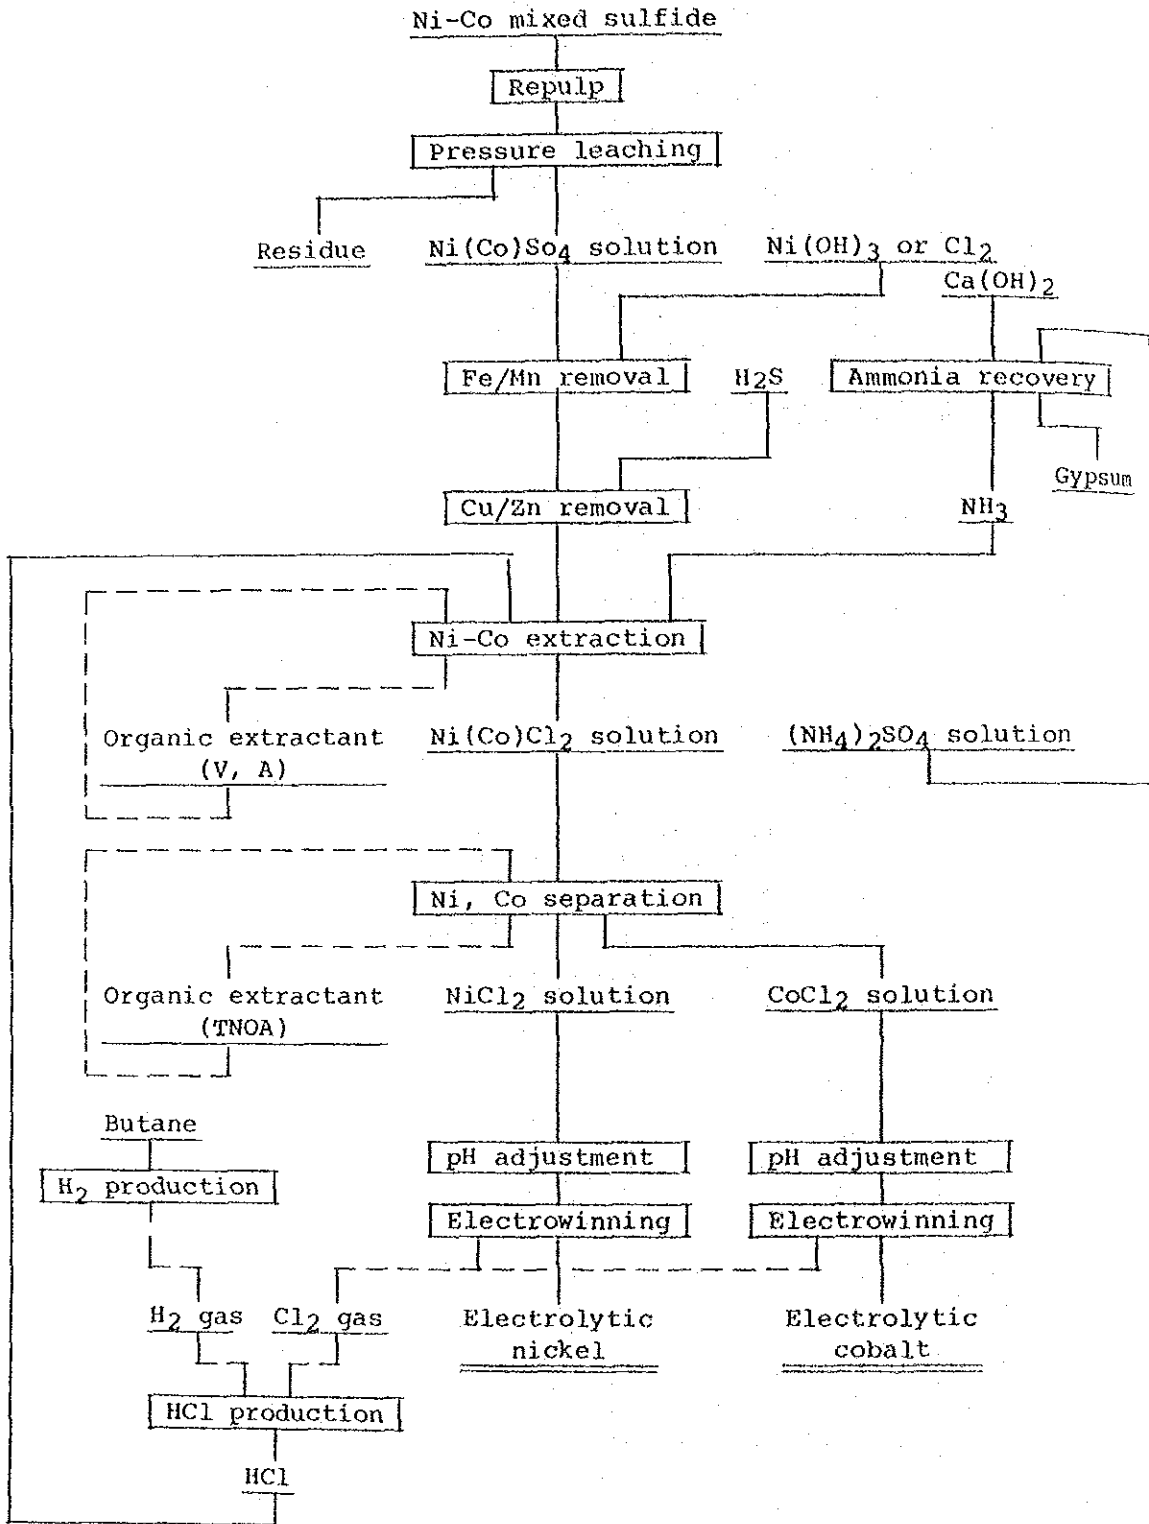 Ni-Co mixed sulfide
Repulp
Pressure leaching
Residue
Ni(Co)So4 solution
Ni(OH)3 or Cl2
Ca(OH)2
Fe/Mn removal
H2S
Ammonia recovery
Gypsum
Cu/Zn removal
NH3
Ni-Co extraction
Organic extractant
(V, A)
Ni(Co)Cl2 solution
(NH4)2SO4 solution
Ni, Co separation
Organic extractant
(TNOA)
NiCl2 solution
CoCl2 solution
Butane
H2 production
pH adjustment
pH adjustment
Electrowinning
Electrowinning
H2 gas
Cl2 gas
Electrolytic
nickel
Electrolytic
cobalt
HCl production
HCl